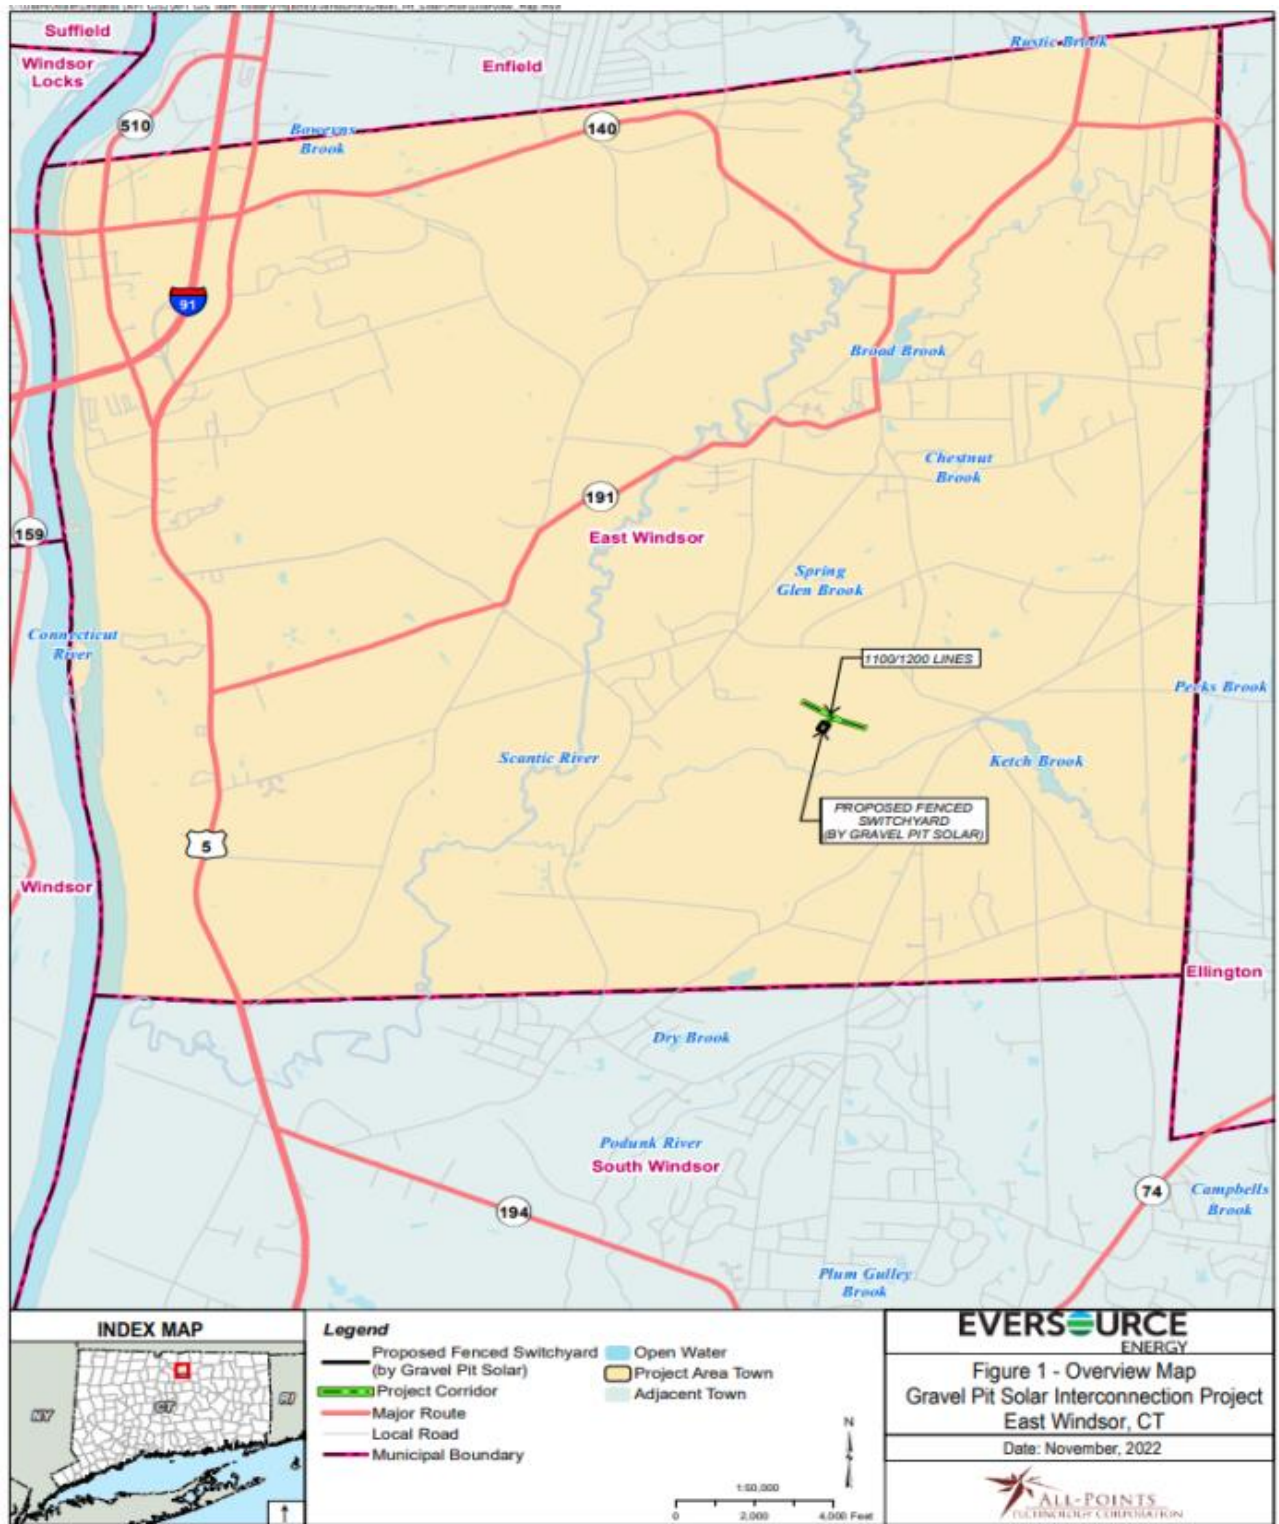 Suffield
Windsor
Locks
Enfield
Rustic Brook
510
Bowevns
Brook
140
91
Broad Brook
Chestnut
Brook
191
159
East Windsor
Spring
Glen Brook
Connecticut
River
1100/1200 LINES
Pecks Brook
Scantic River
Ketch Brook
PROPOSED FENCED
SWITCHYARD
(BY GRAVEL PIT SOLAR)
5
Windsor
Ellington
Dry Brook
Podunk River
South Windsor
74
Campbells
Brook
194
Plum Gulley
Brook
INDEX MAP
NY
CT
RI
Legend
Proposed Fenced Switchyard
(by Gravel Pit Solar)
Project Corridor
Major Route
Local Road
Municipal Boundary
Open Water
Project Area Town
Adjacent Town
N
1:50,000
0 2,000 4,000 Feet
EVERSOURCE
ENERGY
Figure 1 - Overview Map
Gravel Pit Solar Interconnection Project
East Windsor, CT
Date: November, 2022
ALL-POINTS
TECHNOLOGY CORPORATION